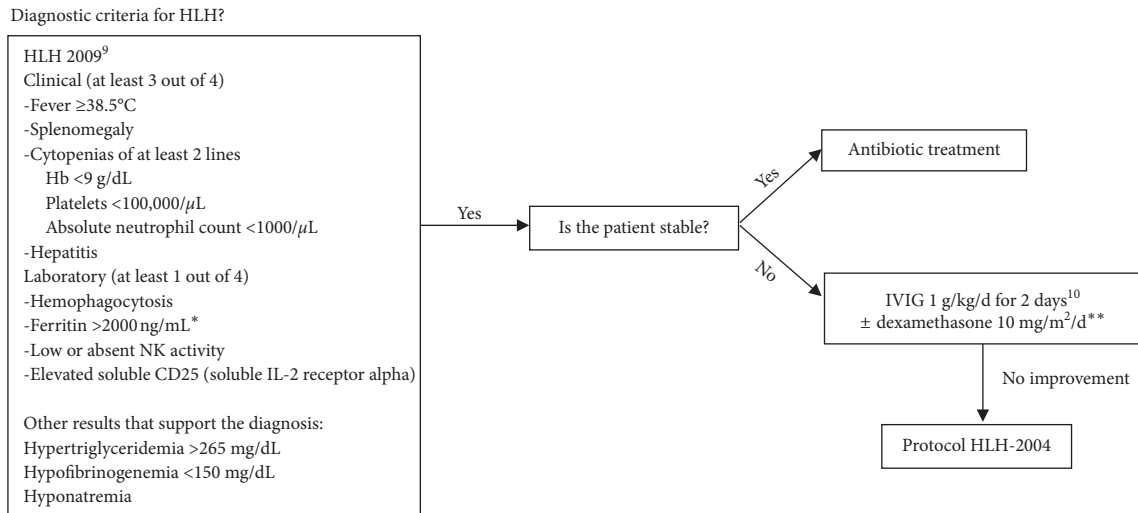 Diagnostic criteria for HLH?
HLH 2009⁹
Clinical (at least 3 out of 4)
-Fever ≥38.5°C
-Splenomegaly
-Cytopenias of at least 2 lines
Hb <9 g/dL
Platelets <100,000/μL
Absolute neutrophil count <1000/μL
-Hepatitis
Laboratory (at least 1 out of 4)
-Hemophagocytosis
-Ferritin >2000 ng/mL*
-Low or absent NK activity
-Elevated soluble CD25 (soluble IL-2 receptor alpha)
Other results that support the diagnosis:
Hypertriglyceridemia >265 mg/dL
Hypofibrinogenemia <150 mg/dL
Hyponatremia
Yes
Is the patient stable?
Yes
Antibiotic treatment
No
IVIG 1 g/kg/d for 2 days¹⁰
± dexamethasone 10 mg/m²/d**
No improvement
Protocol HLH-2004